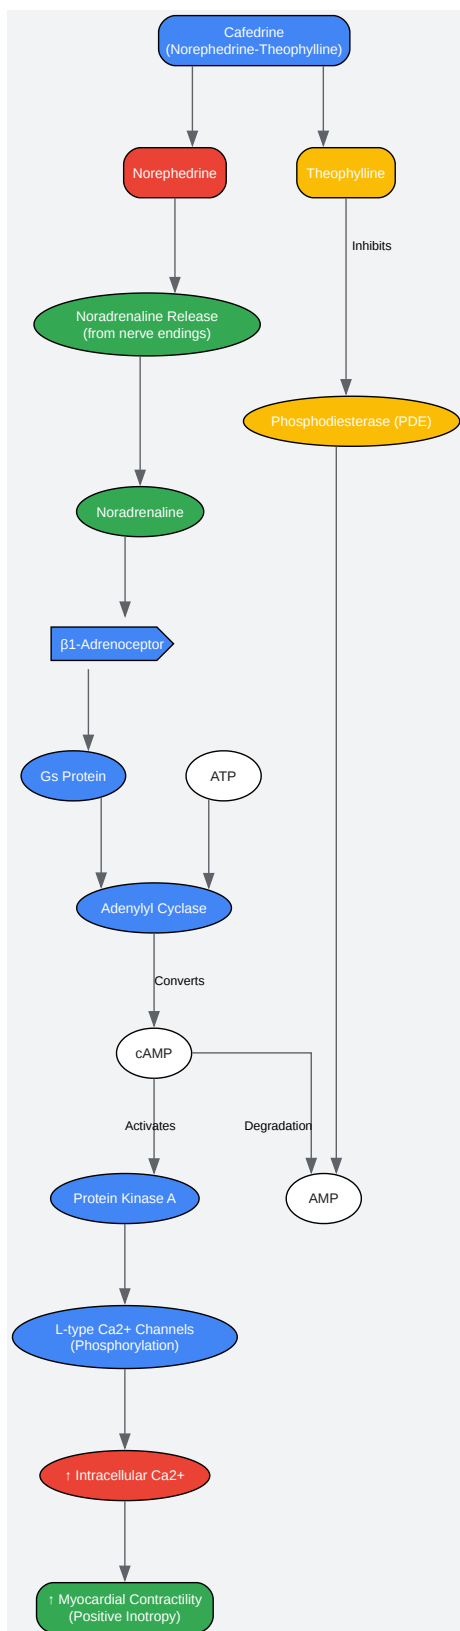 Cafedrine
(Norephedrine-Theophylline)
Norephedrine
Theophylline
Inhibits
Noradrenaline Release
(from nerve endings)
Phosphodiesterase (PDE)
Noradrenaline
β1-Adrenoceptor
Gs Protein
ATP
Adenylyl Cyclase
Converts
cAMP
Activates
Degradation
Protein Kinase A
AMP
L-type Ca2+ Channels
(Phosphorylation)
↑ Intracellular Ca2+
↑ Myocardial Contractility
(Positive Inotropy)